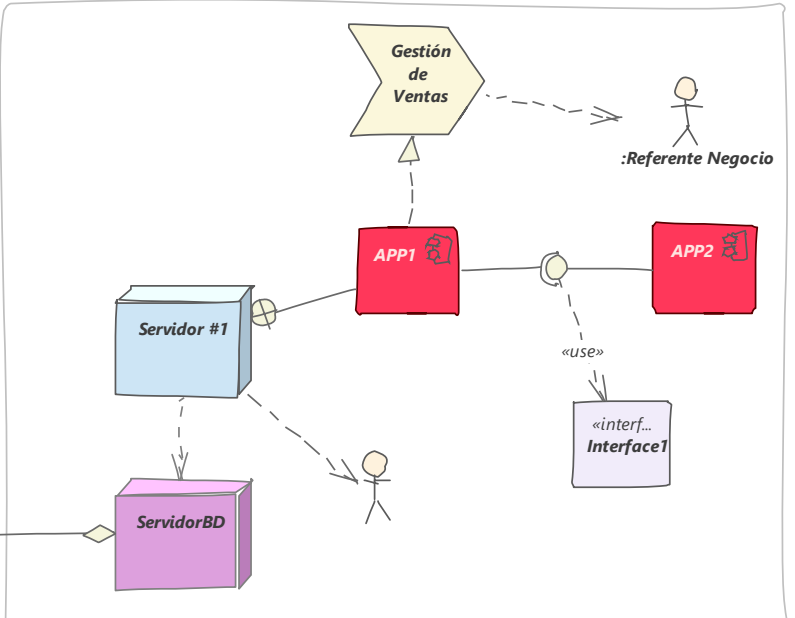 Gestión
de
Ventas
:Referente Negocio
APP1
APP2
Servidor #1
«use»
«interf...
Interface1
ServidorBD